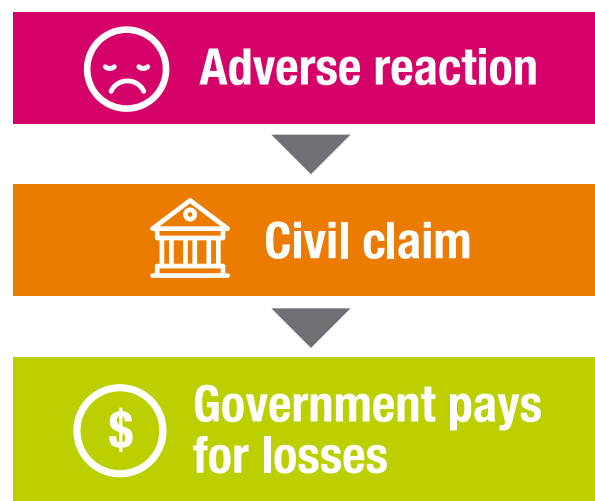 Adverse reaction
Civil claim
$
Government pays
for losses